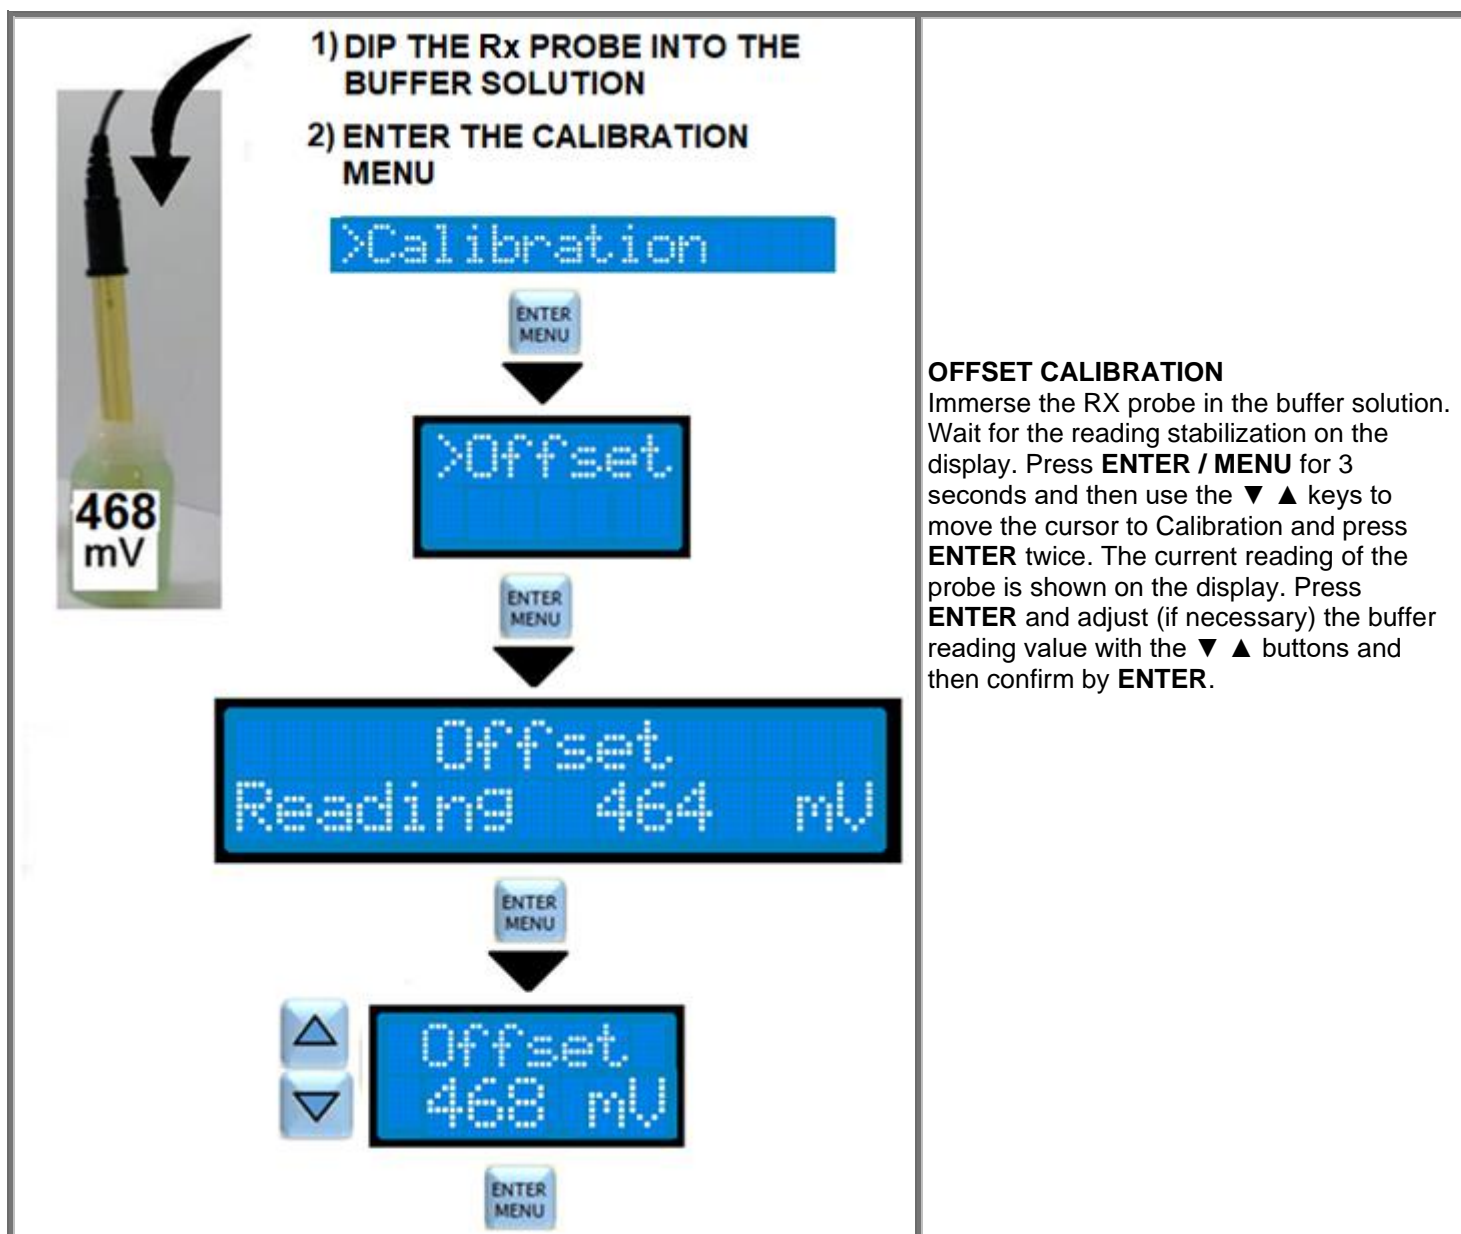 1) DIP THE Rx PROBE INTO THE
BUFFER SOLUTION
2) ENTER THE CALIBRATION
MENU
>Calibration
ENTER
MENU
>Offset
468
mV
ENTER
MENU
Offset
Reading 464 mV
ENTER
MENU
Offset
468 mV
ENTER
MENU
OFFSET CALIBRATION
Immerse the RX probe in the buffer solution.
Wait for the reading stabilization on the
display. Press ENTER / MENU for 3
seconds and then use the ▼ ▲ keys to
move the cursor to Calibration and press
ENTER twice. The current reading of the
probe is shown on the display. Press
ENTER and adjust (if necessary) the buffer
reading value with the ▼ ▲ buttons and
then confirm by ENTER.